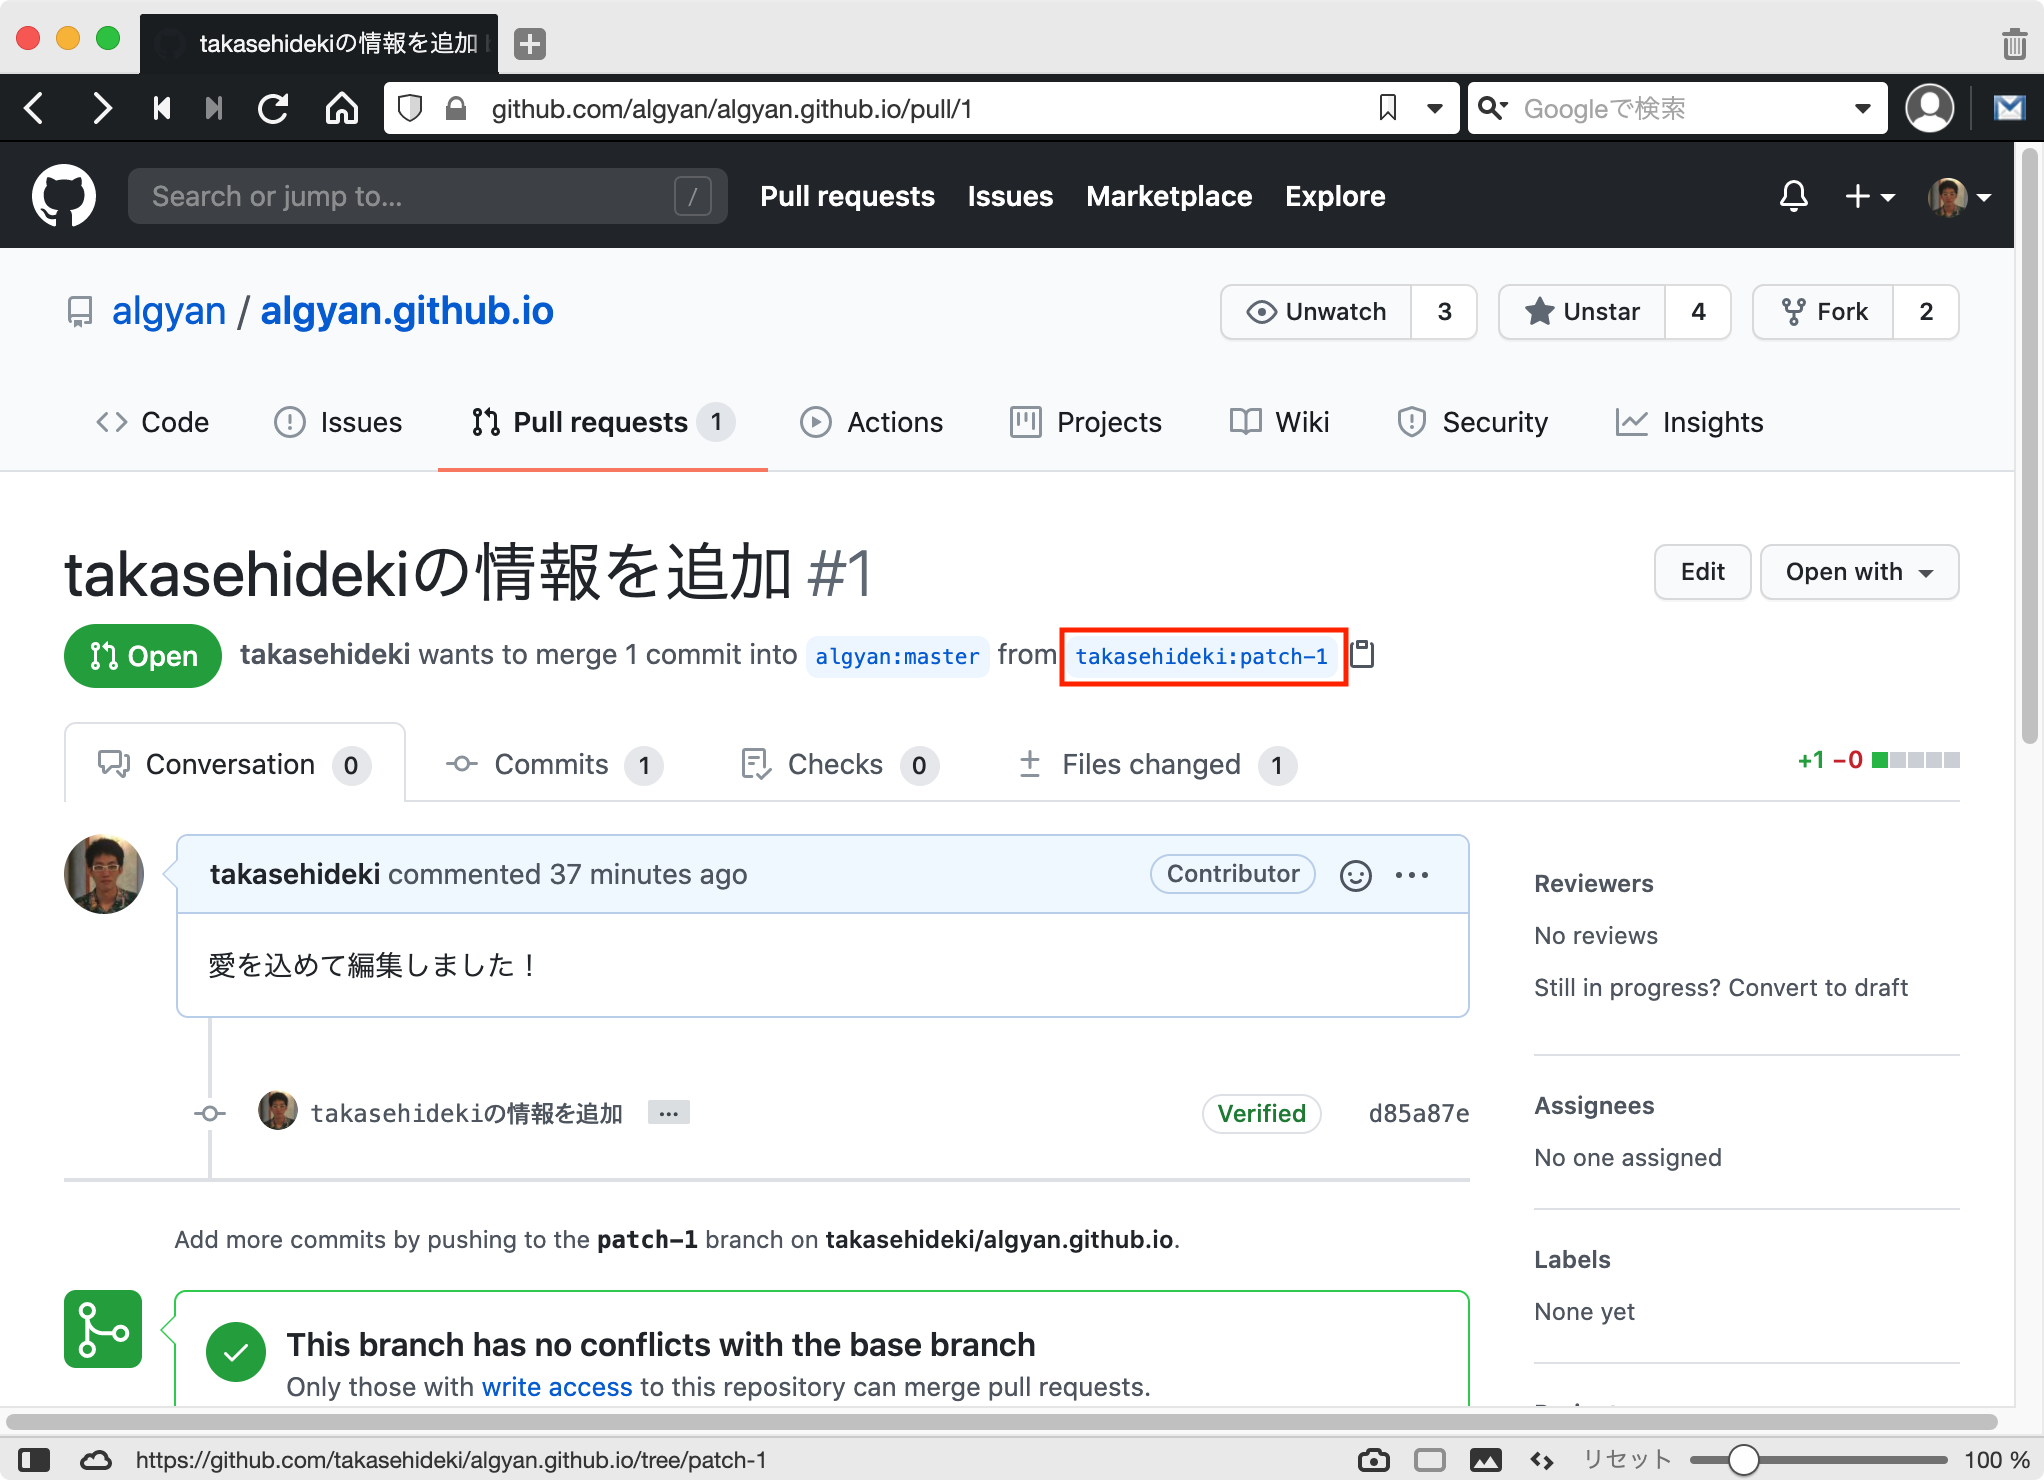 takasehidekiの情報を追加
github.com/algyan/algyan.github.io/pull/1
Googleで検索
Search or jump to... /
Pull requests Issues Marketplace Explore
algyan / algyan.github.io
Unwatch 3 Unstar 4 Fork 2
Code Issues Pull requests 1 Actions Projects Wiki Security Insights
takasehidekiの情報を追加 #1
Edit Open with
Open takasehideki wants to merge 1 commit into algyan:master from takasehideki:patch-1
Conversation 0 Commits 1 Checks 0 Files changed 1
+1 −0
takasehideki commented 37 minutes ago
Contributor
愛を込めて編集しました！
Reviewers
No reviews
Still in progress? Convert to draft
takasehidekiの情報を追加 ...
Verified d85a87e
Assignees
No one assigned
Add more commits by pushing to the patch-1 branch on takasehideki/algyan.github.io.
Labels
None yet
This branch has no conflicts with the base branch
Only those with write access to this repository can merge pull requests.
https://github.com/takasehideki/algyan.github.io/tree/patch-1
リセット 100 %